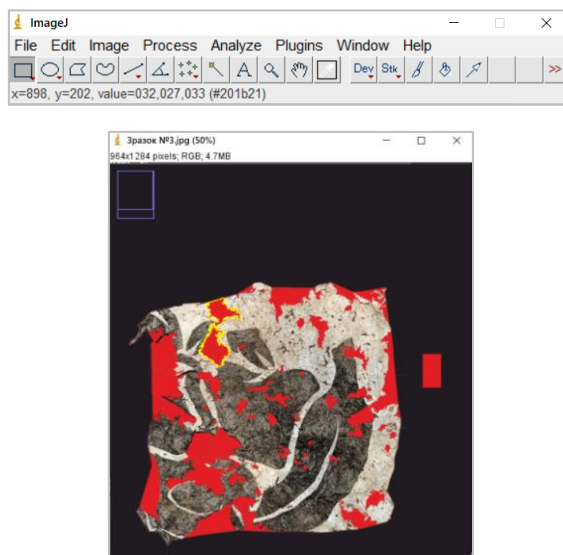 ImageJ
File Edit Image Process Analyze Plugins Window Help
Dev Stk >>
x=898, y=202, value=032,027,033 (#201b21)
Зразок №3.jpg (50%)
964x1284 pixels; RGB; 4.7MB